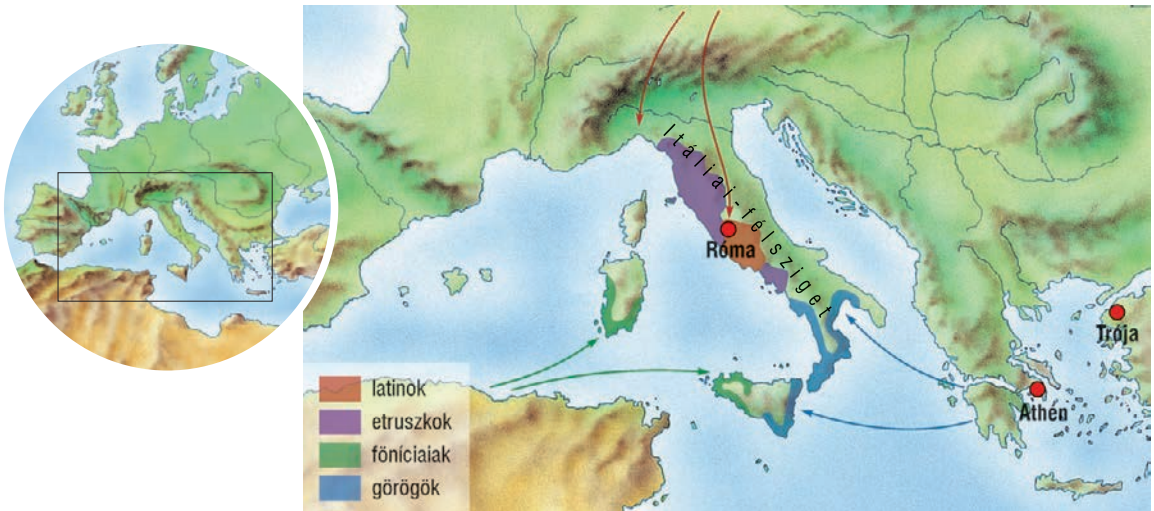 Itáliai-félsziget
Róma
Trója
Athén
latinok
etruszkok
föníciaiak
görögök